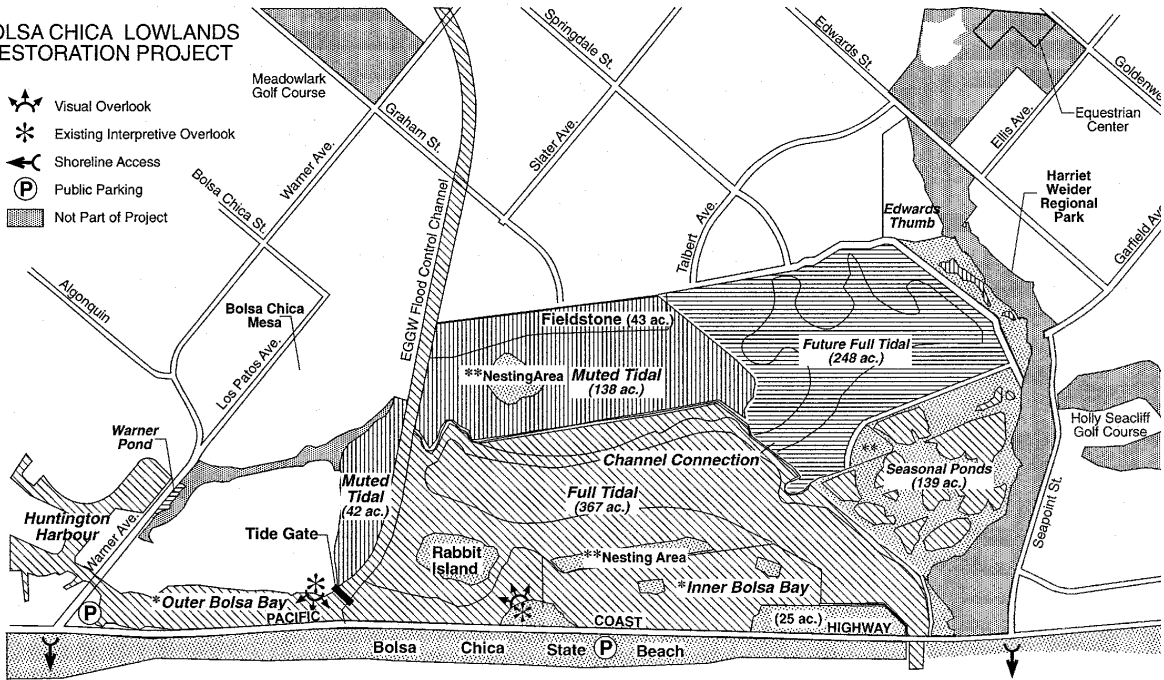 OLSA CHICA LOWLANDS
ESTORATION PROJECT
Visual Overlook
Existing Interpretive Overlook
Shoreline Access
P Public Parking
Not Part of Project
Meadowlark
Golf Course
Springdale St.
Edwards St.
Goldenwe
Graham St.
Slater Ave.
Ellis Ave.
Equestrian
Center
Warner Ave.
Bolsa Chica St.
EGGW Flood Control Channel
Talbert Ave.
Edwards
Thumb
Harriet
Weider
Regional
Park
Garfield Ave
Algonquin
Bolsa Chica
Mesa
Los Patos Ave.
Fieldstone (43 ac.)
Future Full Tidal
(248 ac.)
**Nesting Area
Muted Tidal
(138 ac.)
Warner
Pond
Holly Seacliff
Golf Course
Channel Connection
**
Seasonal Ponds
(139 ac.)
Muted
Tidal
(42 ac.)
Full Tidal
(367 ac.)
Huntington
Harbour
Warner Ave.
Tide Gate
Rabbit
Island
**Nesting Area
Seapoint St.
*Outer Bolsa Bay
*Inner Bolsa Bay
P
PACIFIC
COAST
(25 ac.)
HIGHWAY
Bolsa Chica State P Beach